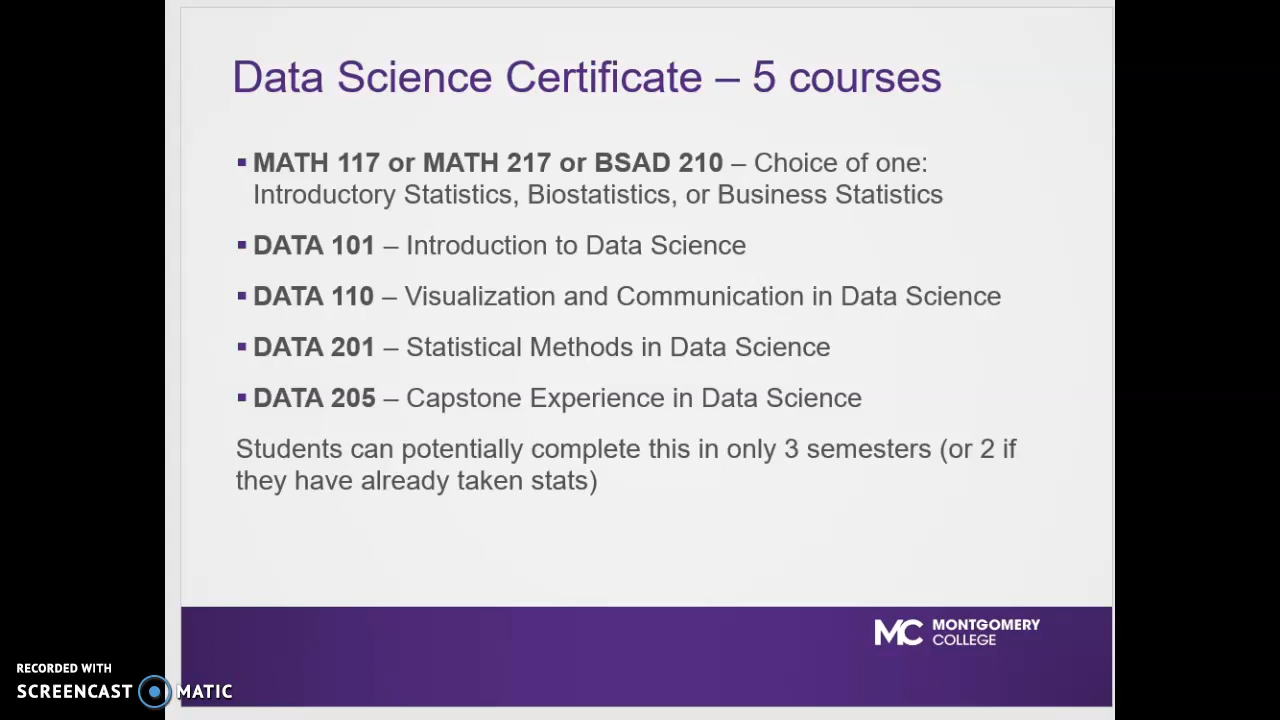 Data Science Certificate – 5 courses
▪ MATH 117 or MATH 217 or BSAD 210 – Choice of one:
Introductory Statistics, Biostatistics, or Business Statistics
▪ DATA 101 – Introduction to Data Science
▪ DATA 110 – Visualization and Communication in Data Science
▪ DATA 201 – Statistical Methods in Data Science
▪ DATA 205 – Capstone Experience in Data Science
Students can potentially complete this in only 3 semesters (or 2 if
they have already taken stats)
MC MONTGOMERY
COLLEGE
RECORDED WITH
SCREENCAST MATIC